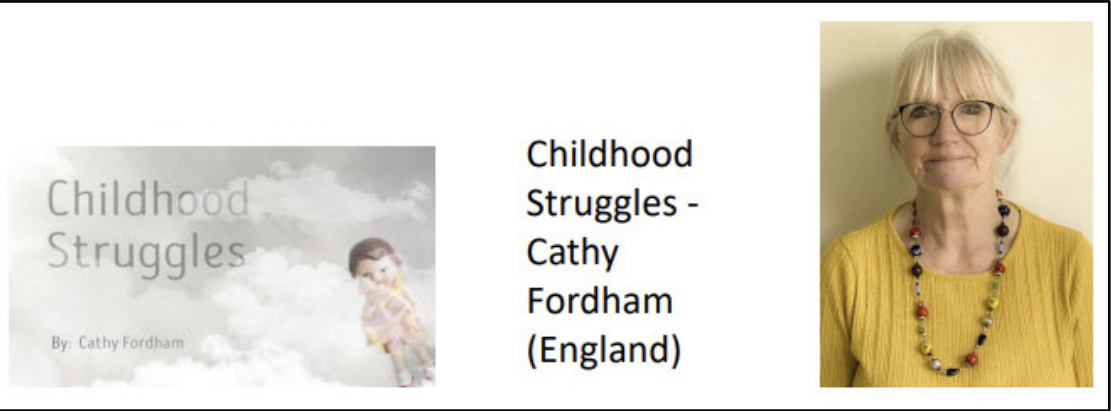 Childhood
Struggles
By: Cathy Fordham
Childhood
Struggles -
Cathy
Fordham
(England)